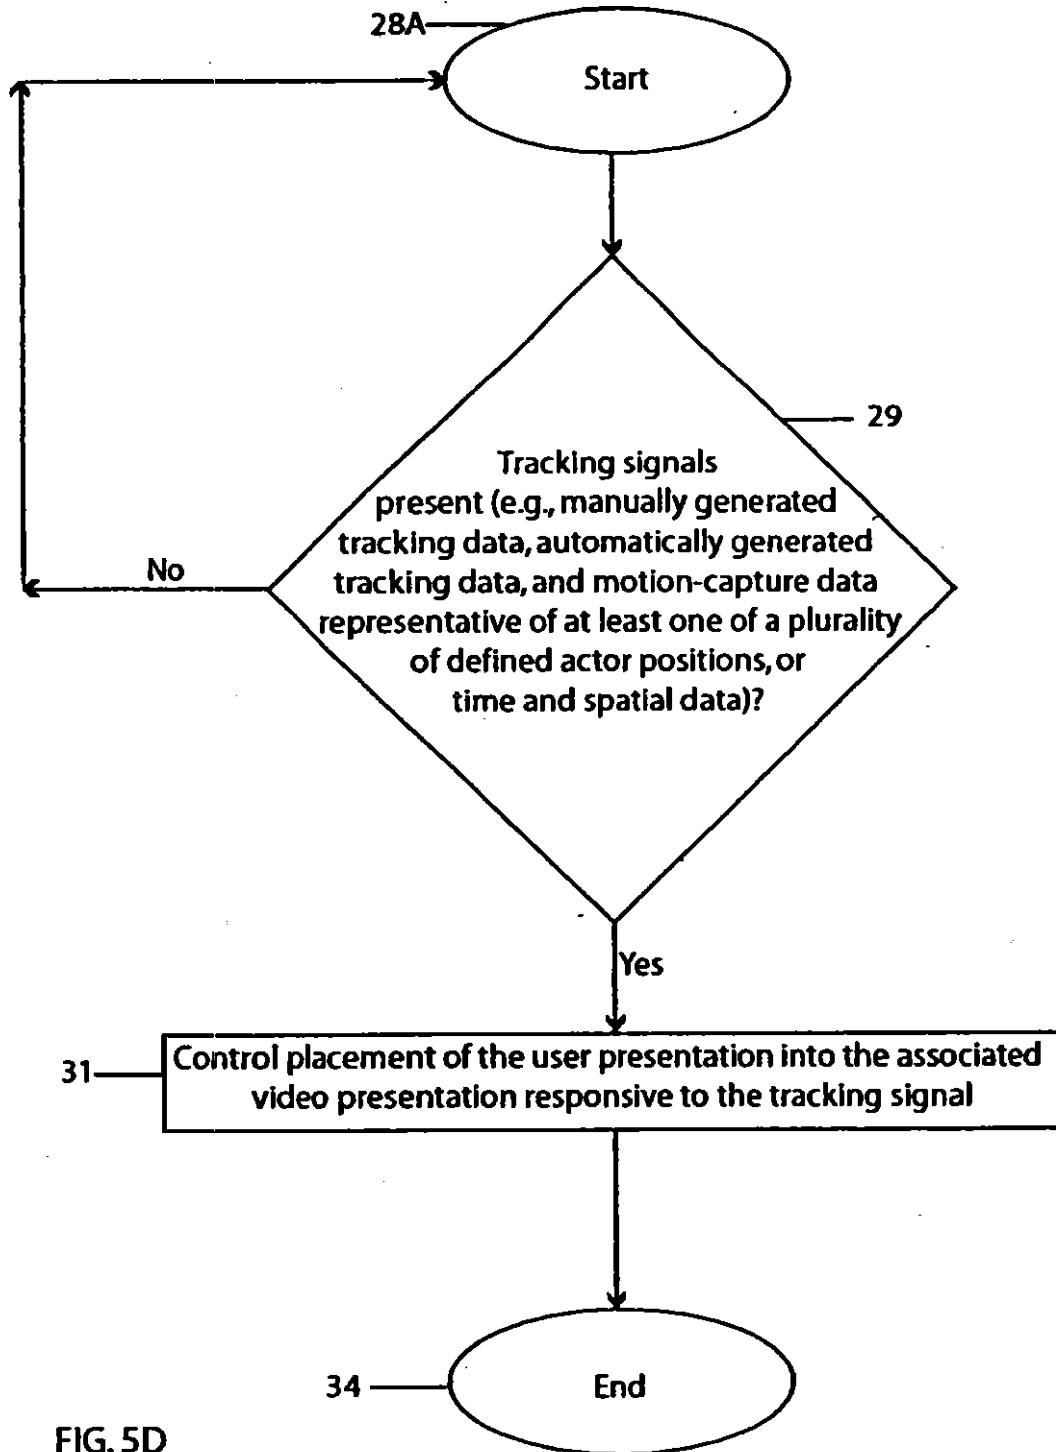 28A
Start
29
Tracking signals
present (e.g., manually generated
tracking data, automatically generated
tracking data, and motion-capture data
representative of at least one of a plurality
of defined actor positions, or
time and spatial data)?
No
Yes
31
Control placement of the user presentation into the associated
video presentation responsive to the tracking signal
34
End
FIG. 5D